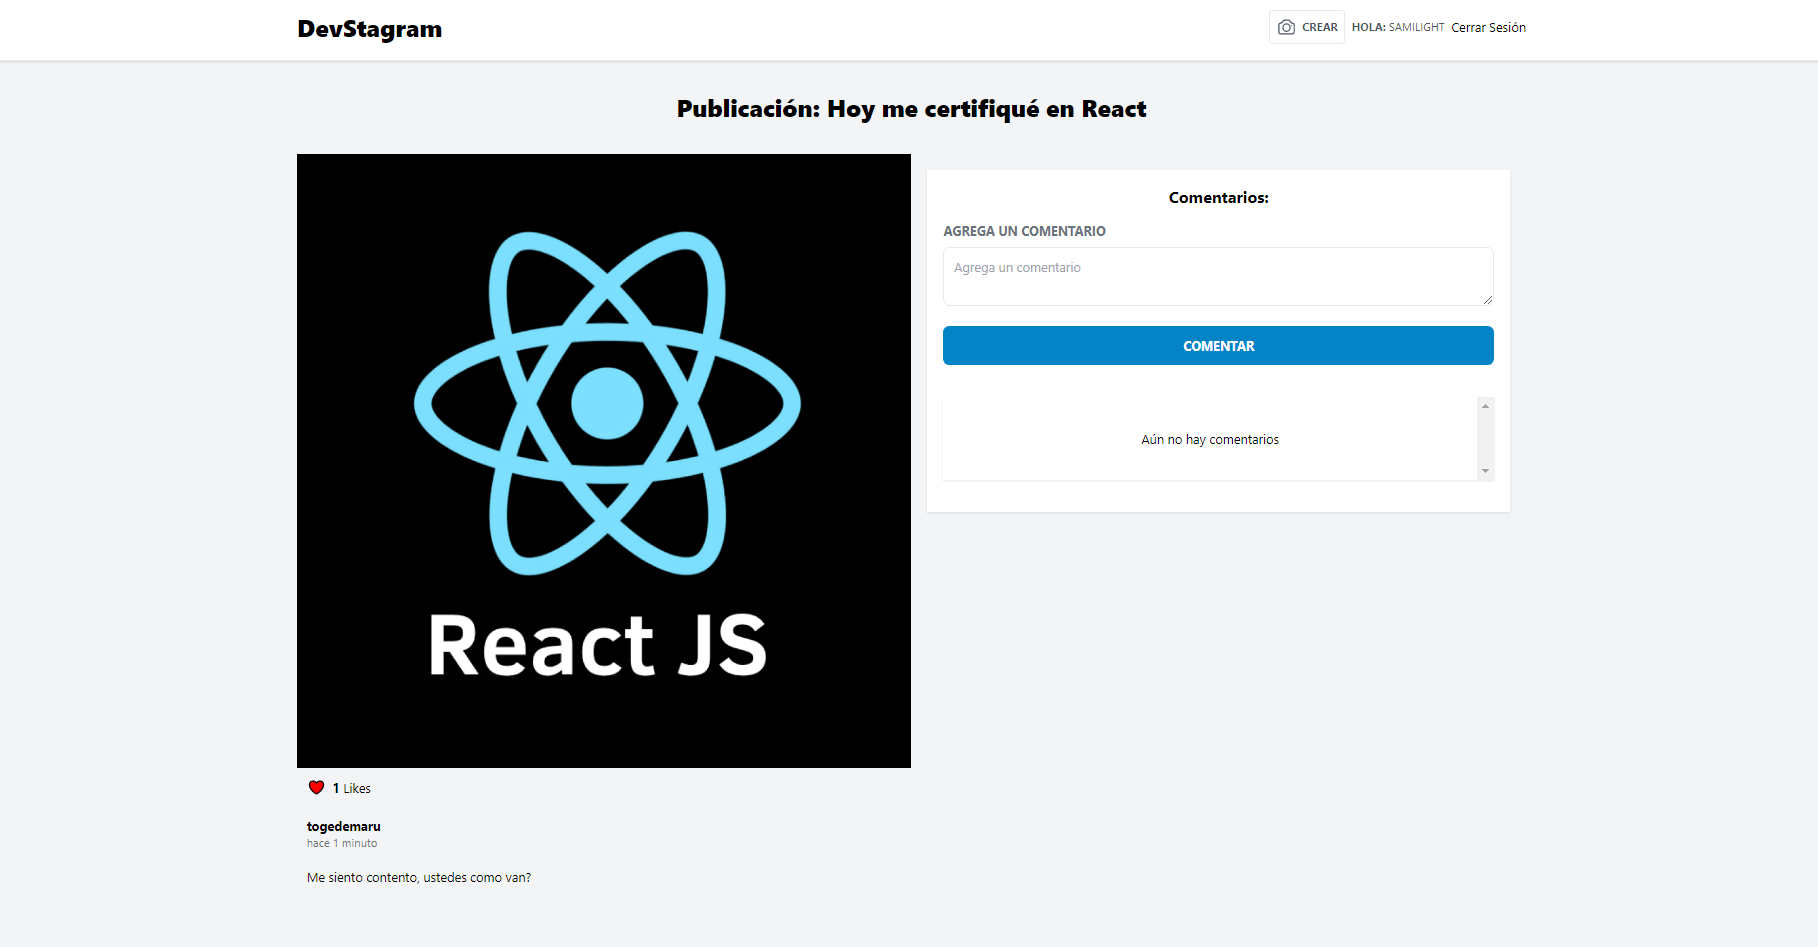 DevStagram
CREAR HOLA: SAMILIGHT Cerrar Sesión
Publicación: Hoy me certifiqué en React
React JS
1 Likes
togedemaru
hace 1 minuto
Me siento contento, ustedes como van?
Comentarios:
AGREGA UN COMENTARIO
Agrega un comentario
COMENTAR
Aún no hay comentarios